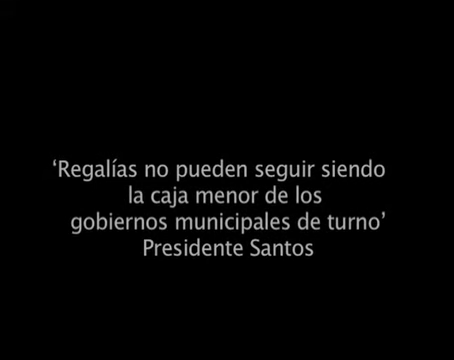 ‘Regalías no pueden seguir siendo
la caja menor de los
gobiernos municipales de turno’
Presidente Santos